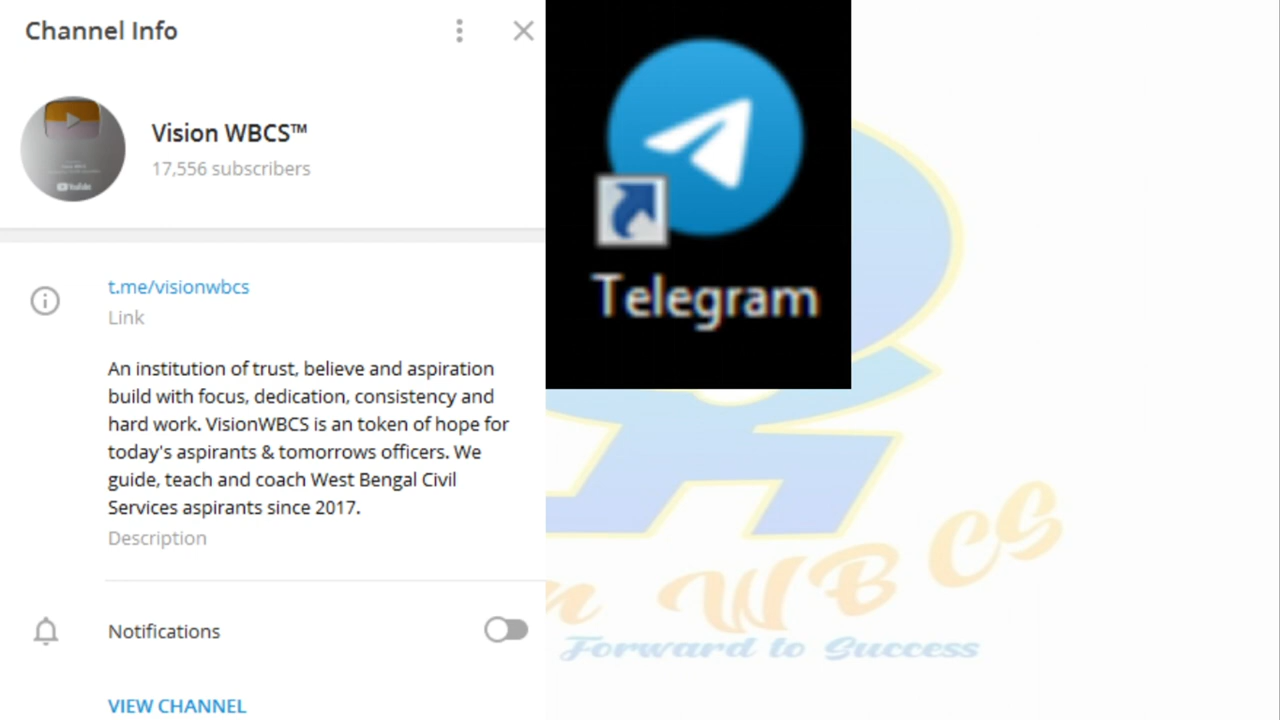 Channel Info
Vision WBCS™
17,556 subscribers
t.me/visionwbcs
Link
An institution of trust, believe and aspiration
build with focus, dedication, consistency and
hard work. VisionWBCS is an token of hope for
today's aspirants & tomorrows officers. We
guide, teach and coach West Bengal Civil
Services aspirants since 2017.
Description
Notifications
VIEW CHANNEL
Telegram
n WBCS
Forward to Success